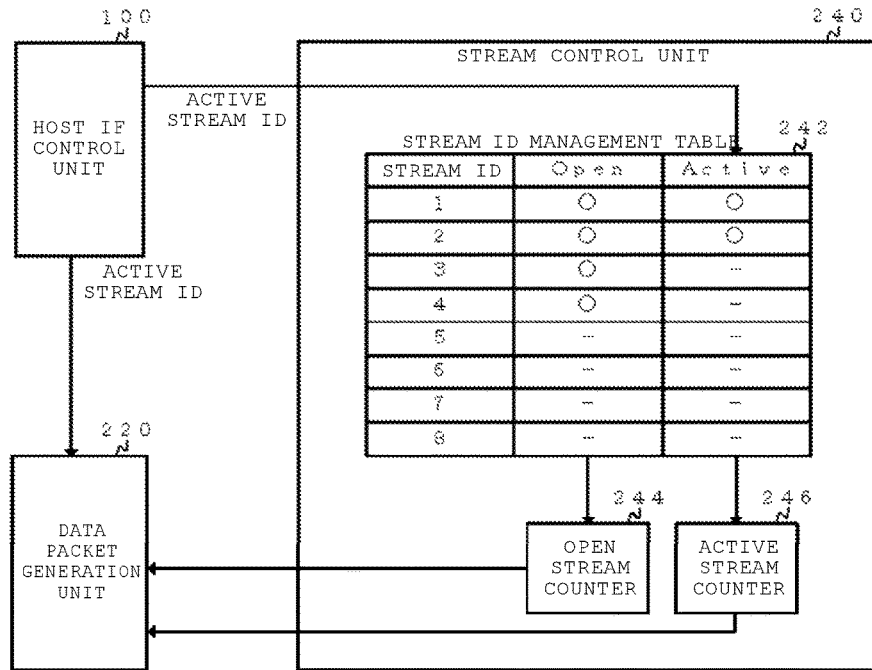 100
240
STREAM CONTROL UNIT
HOST IF
CONTROL
UNIT
ACTIVE
STREAM ID
STREAM ID MANAGEMENT TABLE
242
STREAM ID Open Active
1 ○ ○
2 ○ ○
3 ○ -
4 ○ -
5 - -
6 - -
7 - -
8 - -
ACTIVE
STREAM ID
220
DATA
PACKET
GENERATION
UNIT
244
OPEN
STREAM
COUNTER
246
ACTIVE
STREAM
COUNTER